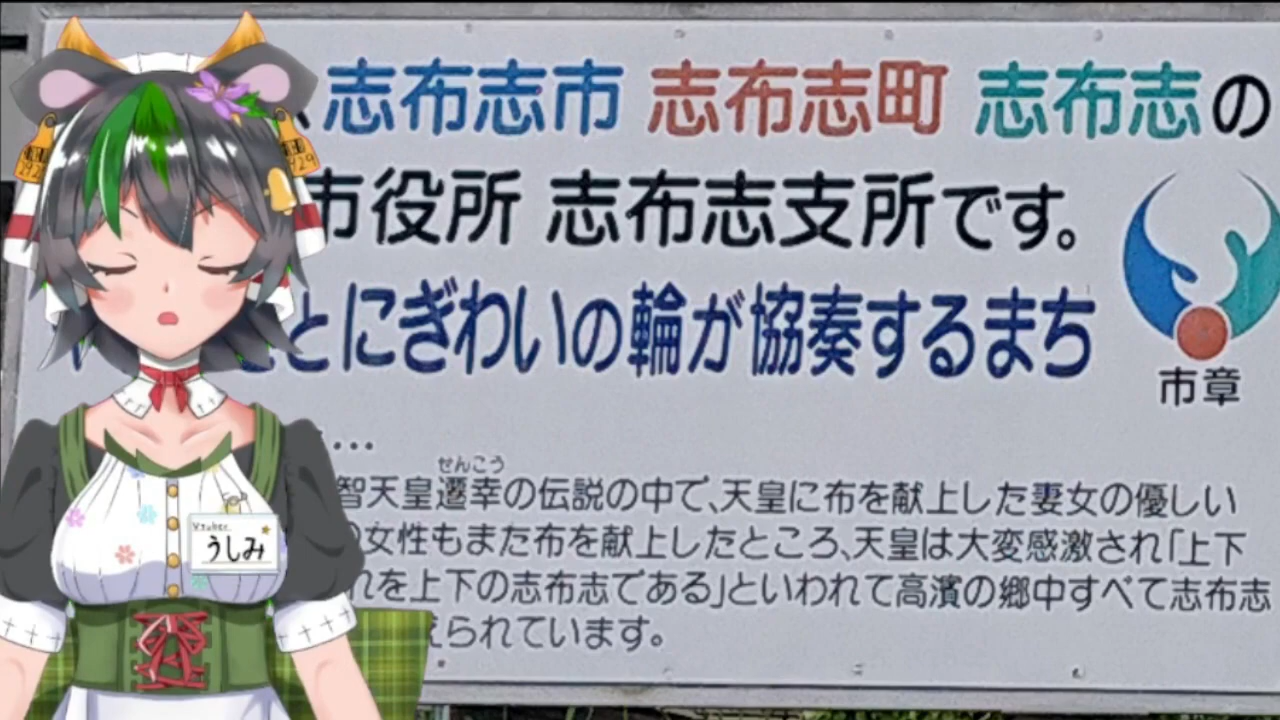 志布志市 志布志町 志布志の
市役所 志布志支所です。
とにぎわいの輪が協奏するまち
市章
せんこう
智天皇遷幸の伝説の中で、天皇に布を献上した妻女の優しい
女性もまた布を献上したところ、天皇は大変感激され「上下
れを上下の志布志である」といわれて高濱の郷中すべて志布志
えられています。
Vtuber
うしみ